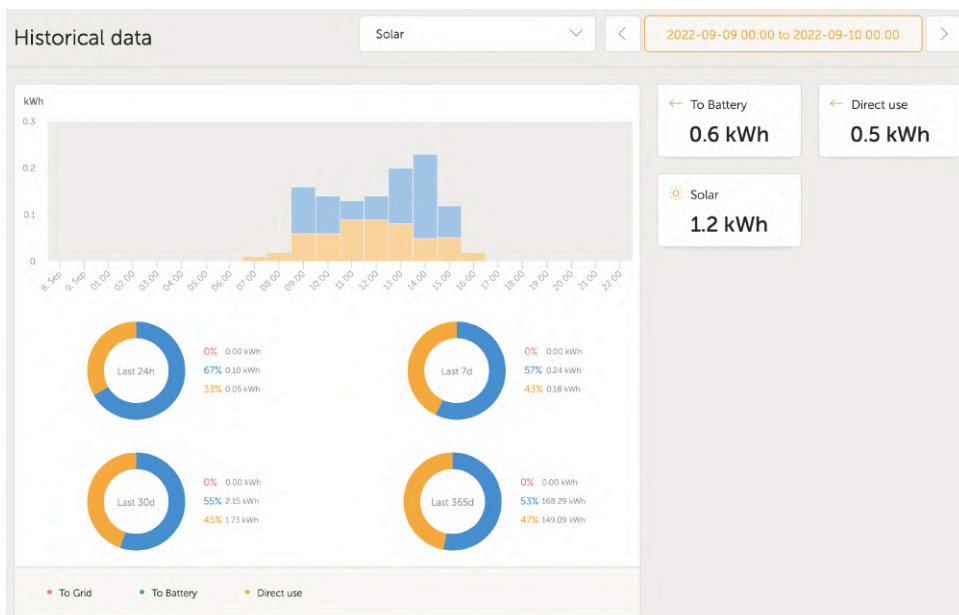 Historical data
Solar
2022-09-09 00:00 to 2022-09-10 00:00
kWh
0.3
0.2
0.1
0
8. Sep
9. Sep
01:00
02:00
03:00
04:00
05:00
06:00
07:00
08:00
09:00
10:00
11:00
12:00
13:00
14:00
15:00
16:00
17:00
18:00
19:00
20:00
21:00
22:00
To Battery
0.6 kWh
Direct use
0.5 kWh
Solar
1.2 kWh
Last 24h
0% 0.00 kWh
67% 0.10 kWh
33% 0.05 kWh
Last 7d
0% 0.00 kWh
57% 0.24 kWh
43% 0.18 kWh
Last 30d
0% 0.00 kWh
55% 2.15 kWh
45% 1.73 kWh
Last 365d
0% 0.00 kWh
53% 168.29 kWh
47% 149.09 kWh
To Grid
To Battery
Direct use